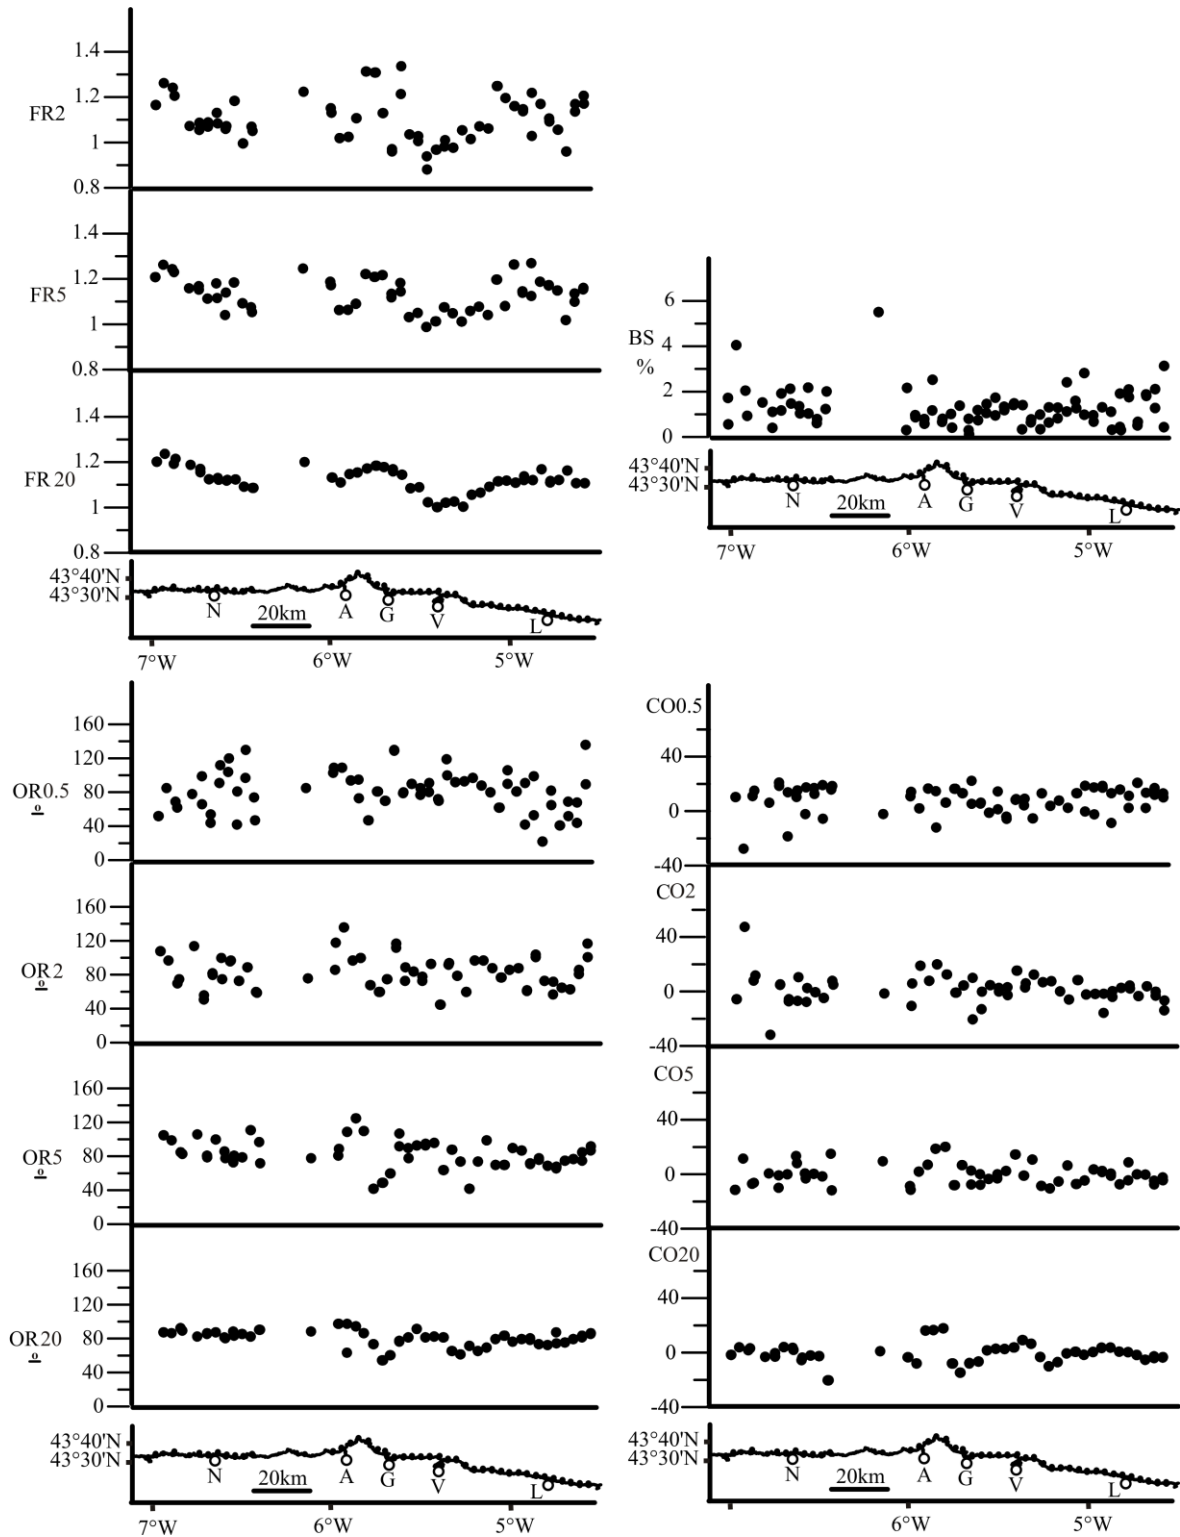 1.4
1.2
FR2
1
0.8
1.4
1.2
FR5
1
0.8
1.4
1.2
FR20
1
0.8
43°40'N
43°30'N
N
20km
A
G
V
L
7°W
6°W
5°W
6
BS
4
%
2
0
43°40'N
43°30'N
N
20km
A
G
V
L
7°W
6°W
5°W
160
120
OR0.5
80
º
40
0
160
120
OR2
80
º
40
0
160
120
OR5
80
º
40
0
160
120
OR20
80
º
40
0
43°40'N
43°30'N
N
20km
A
G
V
L
7°W
6°W
5°W
CO0.5
40
0
-40
CO2
40
0
-40
CO5
40
0
-40
CO20
40
0
-40
43°40'N
43°30'N
N
20km
A
G
V
L
6°W
5°W